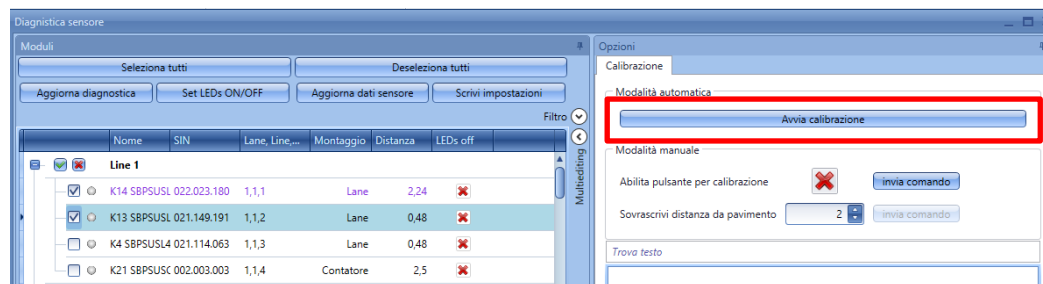 Diagnistica sensore
Moduli
Seleziona tutti
Deseleziona tutti
Aggiorna diagnostica
Set LEDs ON/OFF
Aggiorna dati sensore
Scrivi impostazioni
Filtro
Nome SIN Lane, Line,... Montaggio Distanza LEDs off
Line 1
K14 SBPSUSL 022.023.180 1,1,1 Lane 2,24
K13 SBPSUSL 021.149.191 1,1,2 Lane 0,48
K4 SBPSUSL4 021.114.063 1,1,3 Lane 0,48
K21 SBPSUSC 002.003.003 1,1,4 Contatore 2,5
Multiediting
Opzioni
Calibrazione
Modalità automatica
Avvia calibrazione
Modalità manuale
Abilita pulsante per calibrazione
invia comando
Sovrascrivi distanza da pavimento 2 invia comando
Trova testo